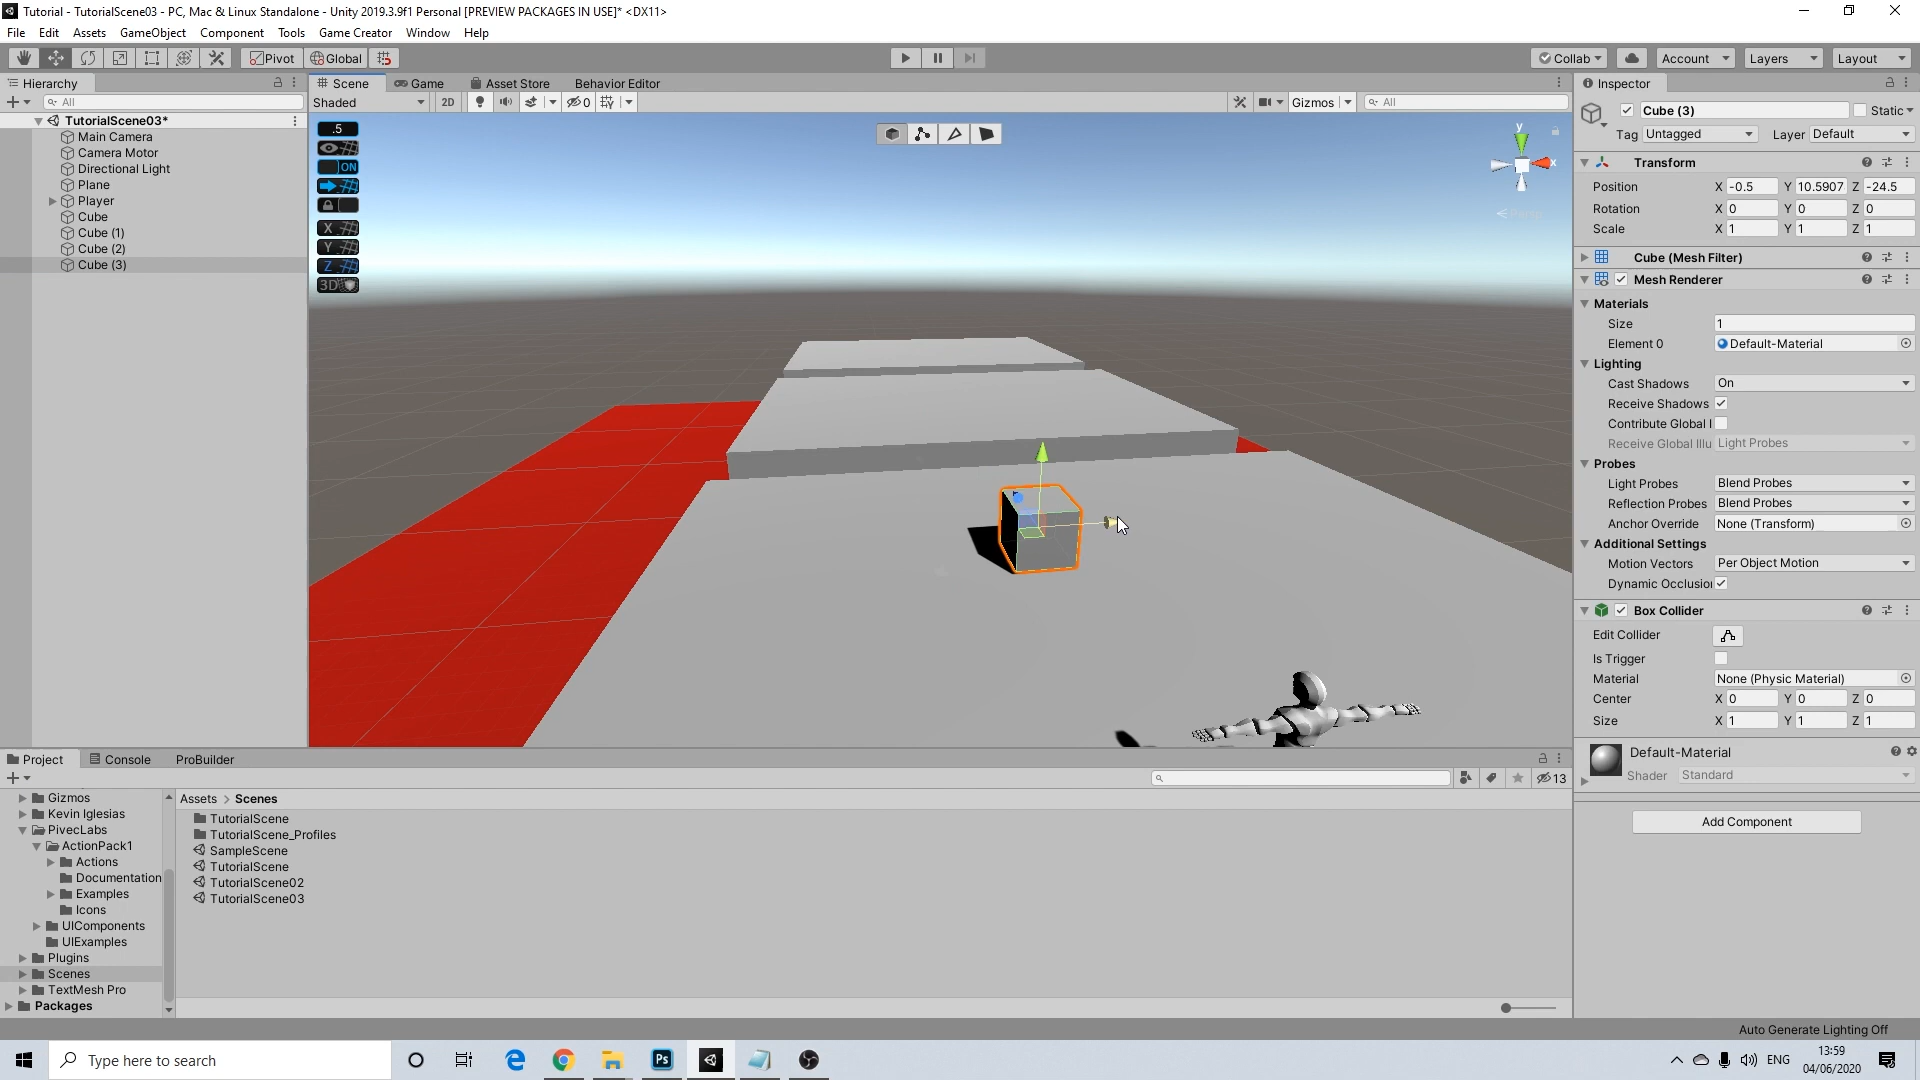 Tutorial - TutorialScene03 - PC, Mac & Linux Standalone - Unity 2019.3.9f1 Personal [PREVIEW PACKAGES IN USE]* <DX11>
File Edit Assets GameObject Component Tools Game Creator Window Help
Pivot Global Collab Account Layers Layout
Hierarchy Scene Game Asset Store Behavior Editor Inspector
All Shaded 2D 0 Gizmos All
TutorialScene03*
Main Camera
Camera Motor
Directional Light
Plane
Player
Cube
Cube (1)
Cube (2)
Cube (3)
.5
ON
X
Y
Z
3D
y
x
Persp
Cube (3) Static
Tag Untagged Layer Default
Transform
Position X -0.5 Y 10.5907 Z -24.5
Rotation X 0 Y 0 Z 0
Scale X 1 Y 1 Z 1
Cube (Mesh Filter)
Mesh Renderer
Materials
Size 1
Element 0 Default-Material
Lighting
Cast Shadows On
Receive Shadows
Contribute Global I
Receive Global Illu Light Probes
Probes
Light Probes Blend Probes
Reflection Probes Blend Probes
Anchor Override None (Transform)
Additional Settings
Motion Vectors Per Object Motion
Dynamic Occlusion
Box Collider
Edit Collider
Is Trigger
Material None (Physic Material)
Center X 0 Y 0 Z 0
Size X 1 Y 1 Z 1
Default-Material
Shader Standard
Add Component
Project Console ProBuilder
13
Gizmos
Kevin Iglesias
PivecLabs
ActionPack1
Actions
Documentation
Examples
Icons
UIComponents
UIExamples
Plugins
Scenes
TextMesh Pro
Packages
Assets > Scenes
TutorialScene
TutorialScene_Profiles
SampleScene
TutorialScene
TutorialScene02
TutorialScene03
Auto Generate Lighting Off
Type here to search
Ps
ENG
13:59
04/06/2020